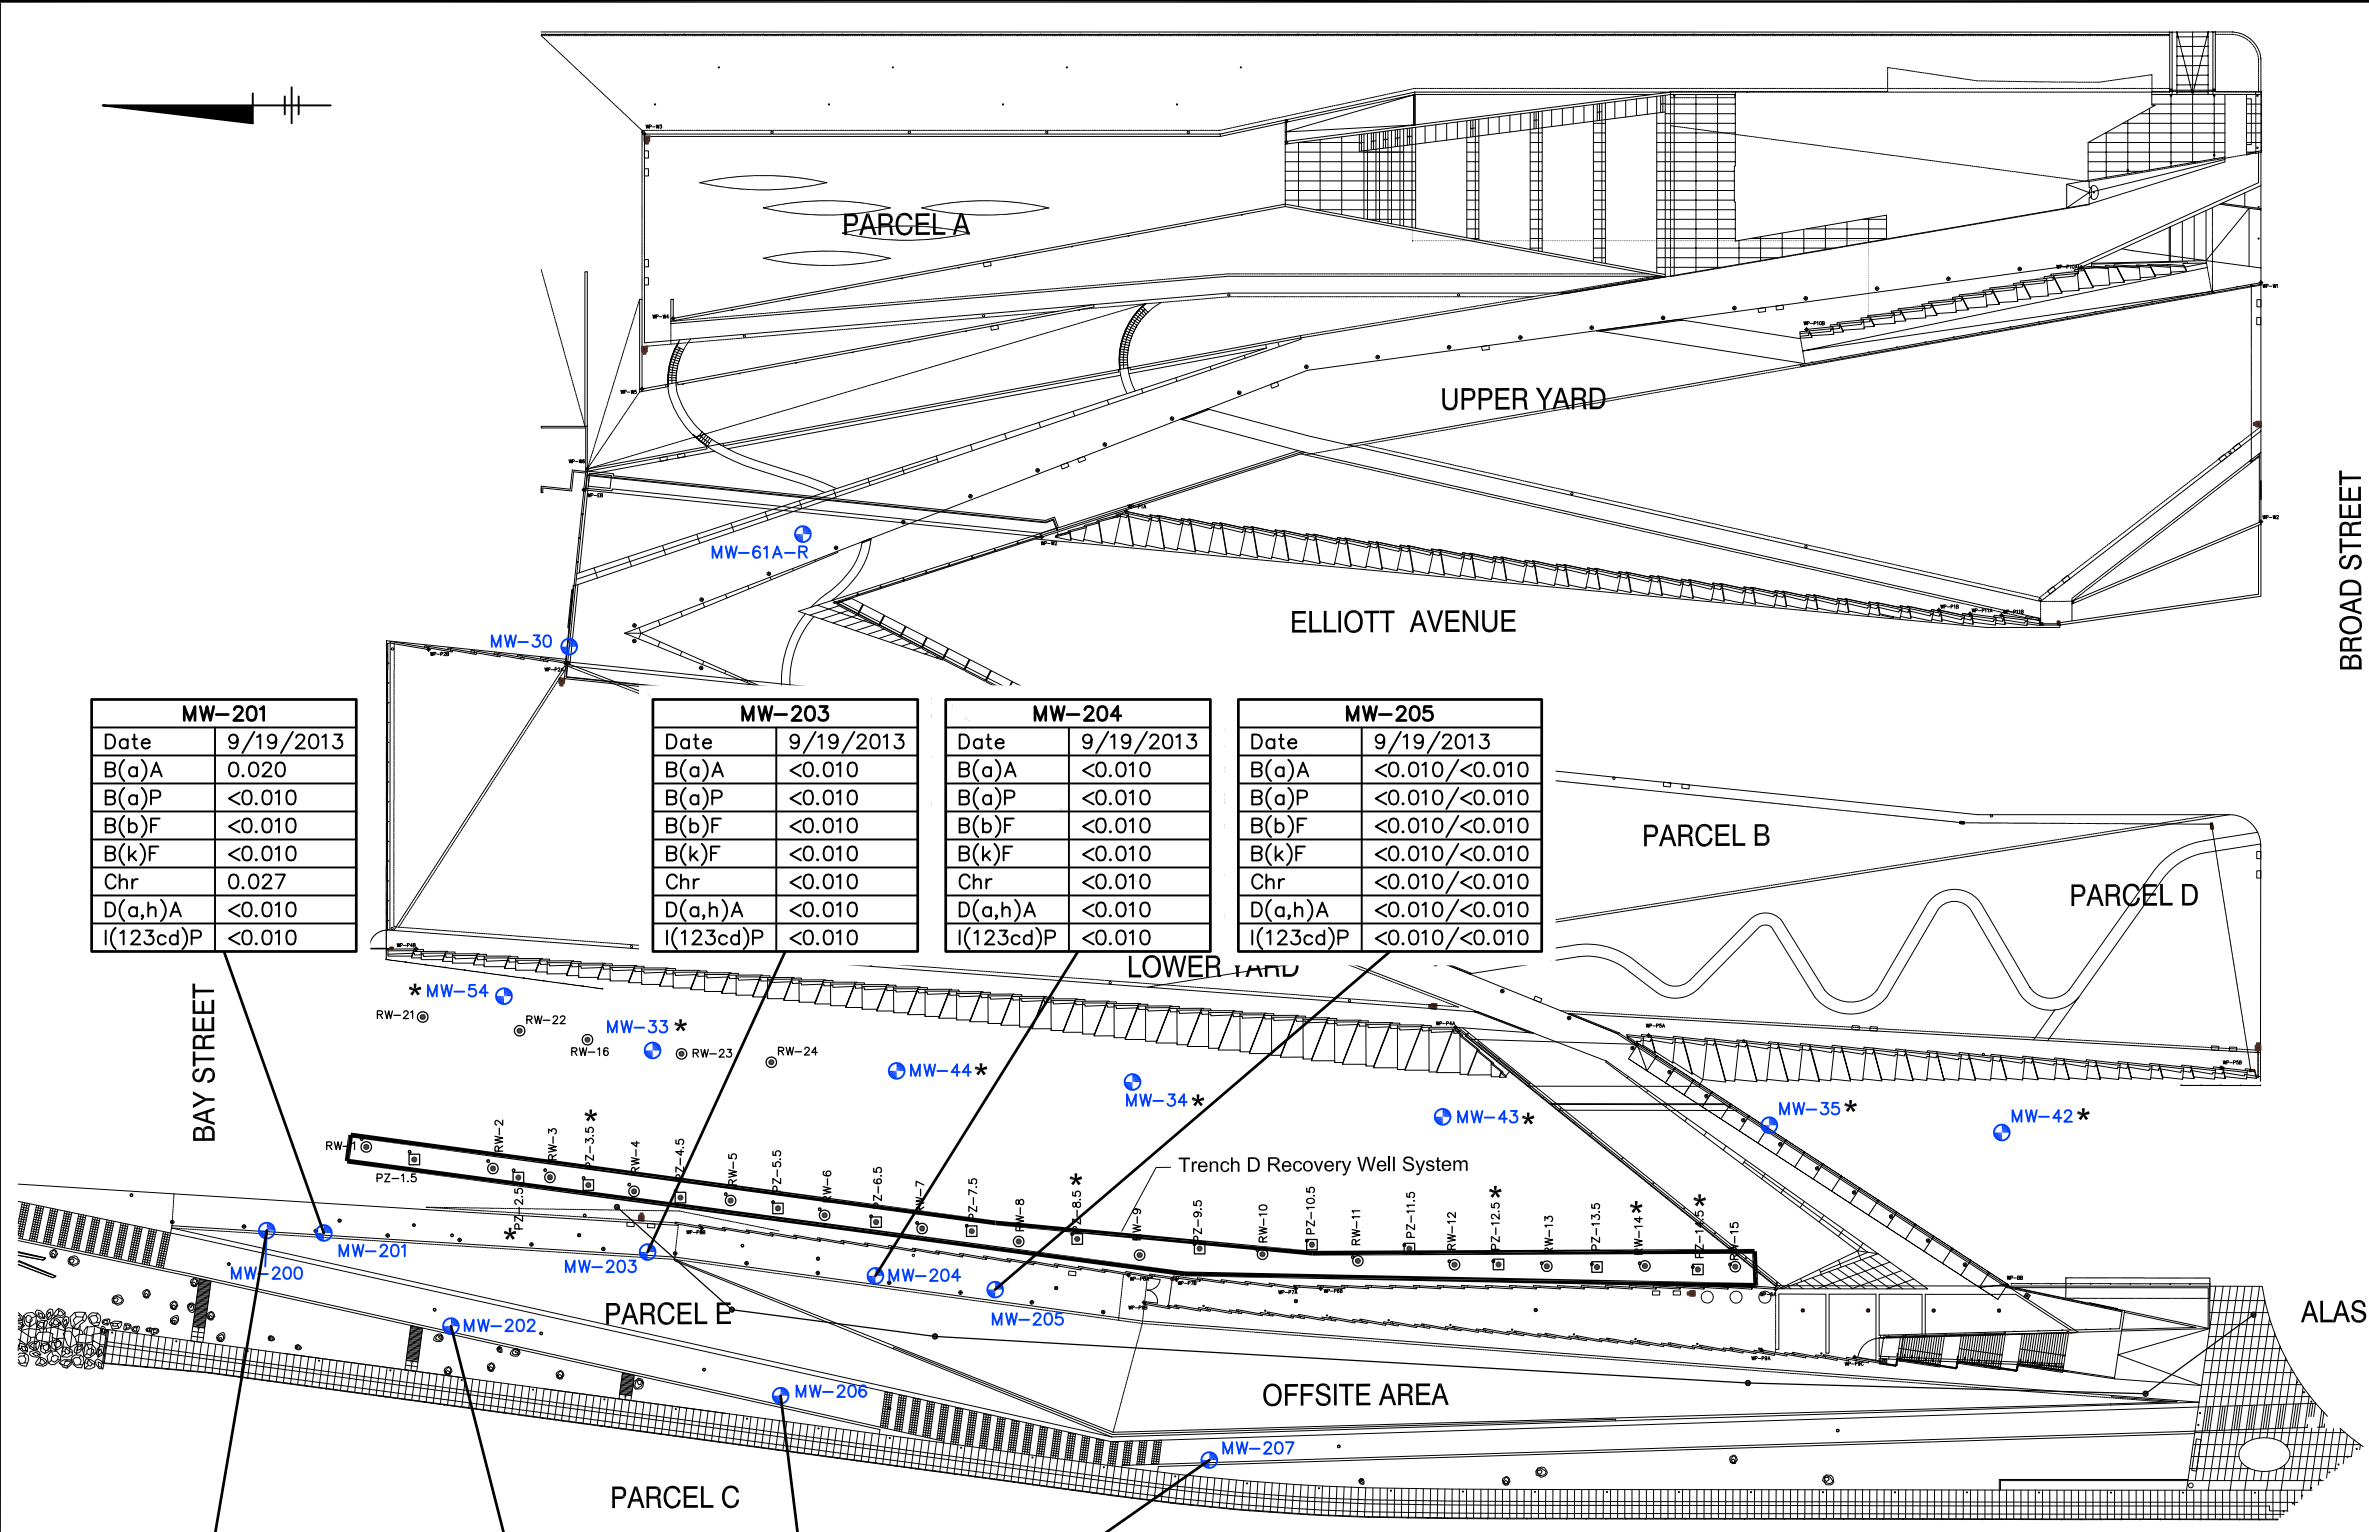 PARCEL A
UPPER YARD
BROAD STREET
MW-61A-R
ELLIOTT AVENUE
MW-30
MW-201
Date 9/19/2013
B(a)A 0.020
B(a)P <0.010
B(b)F <0.010
B(k)F <0.010
Chr 0.027
D(a,h)A <0.010
I(123cd)P <0.010
MW-203
Date 9/19/2013
B(a)A <0.010
B(a)P <0.010
B(b)F <0.010
B(k)F <0.010
Chr <0.010
D(a,h)A <0.010
I(123cd)P <0.010
MW-204
Date 9/19/2013
B(a)A <0.010
B(a)P <0.010
B(b)F <0.010
B(k)F <0.010
Chr <0.010
D(a,h)A <0.010
I(123cd)P <0.010
MW-205
Date 9/19/2013
B(a)A <0.010/<0.010
B(a)P <0.010/<0.010
B(b)F <0.010/<0.010
B(k)F <0.010/<0.010
Chr <0.010/<0.010
D(a,h)A <0.010/<0.010
I(123cd)P <0.010/<0.010
PARCEL B
PARCEL D
LOWER YARD
BAY STREET
* MW-54
RW-21
RW-22
RW-16
MW-33 *
RW-23
RW-24
MW-44 *
MW-34 *
MW-43 *
MW-35 *
MW-42 *
Trench D Recovery Well System
RW-1
PZ-1.5
RW-2
* PZ-2.5
RW-3
PZ-3.5 *
RW-4
PZ-4.5
RW-5
PZ-5.5
RW-6
PZ-6.5
RW-7
PZ-7.5
RW-8
PZ-8.5 *
RW-9
PZ-9.5
RW-10
PZ-10.5
RW-11
PZ-11.5
RW-12
PZ-12.5 *
RW-13
PZ-13.5
RW-14 *
PZ-14.5 *
RW-15
MW-200
MW-201
MW-203
MW-204
MW-205
MW-202
MW-206
MW-207
PARCEL E
OFFSITE AREA
PARCEL C
ALAS